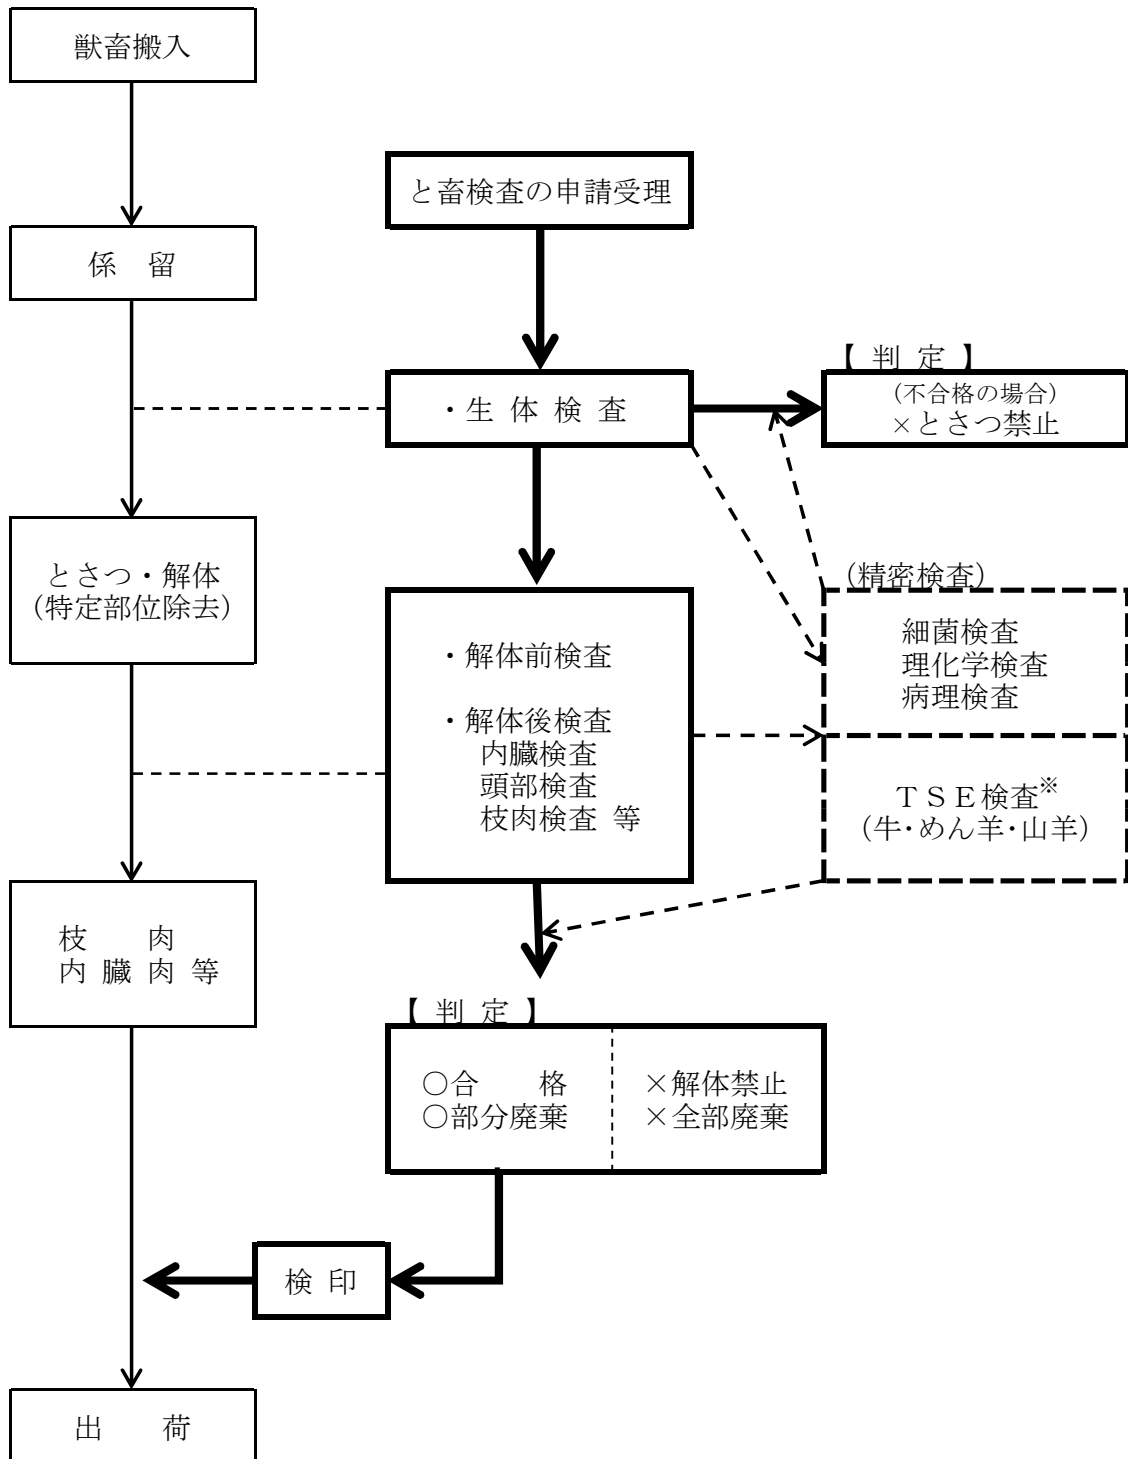 獣畜搬入
と畜検査の申請受理
係　留
【 判 定 】
・生 体 検 査
（不合格の場合）
×とさつ禁止
とさつ・解体
（特定部位除去）
（精密検査）
細菌検査
理化学検査
病理検査
・解体前検査
・解体後検査
内臓検査
頭部検査
枝肉検査 等
ＴＳＥ検査※
（牛・めん羊・山羊）
枝　　肉
内 臓 肉 等
【 判 定 】
○合　　格
○部分廃棄
×解体禁止
×全部廃棄
検 印
出　　荷